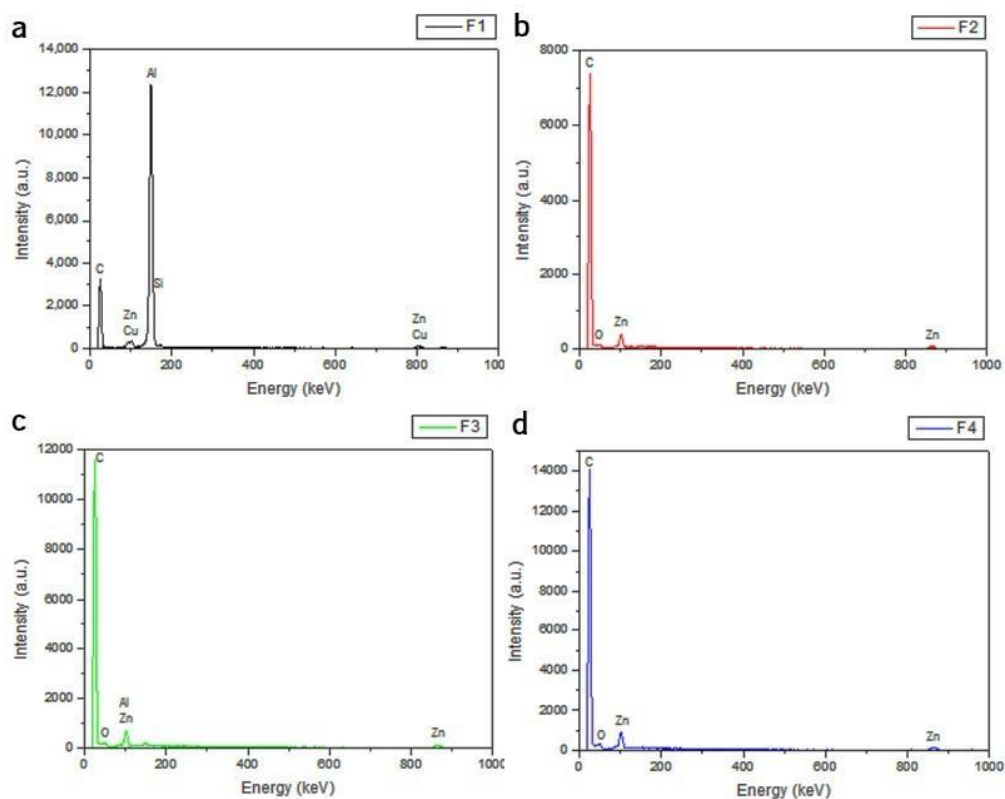 a
F1
14,000
12,000
10,000
8,000
6,000
4,000
2,000
0
Intensity (a.u.)
C
Zn
Cu
Al
Si
Zn
Cu
0 200 400 600 800 1000
Energy (keV)
b
F2
8000
6000
4000
2000
0
Intensity (a.u.)
C
O
Zn
Zn
0 200 400 600 800 1000
Energy (keV)
c
F3
12000
10000
8000
6000
4000
2000
0
Intensity (a.u.)
C
O
Al
Zn
Zn
0 200 400 600 800 1000
Energy (keV)
d
F4
14000
12000
10000
8000
6000
4000
2000
0
Intensity (a.u.)
C
O
Zn
Zn
0 200 400 600 800 1000
Energy (keV)